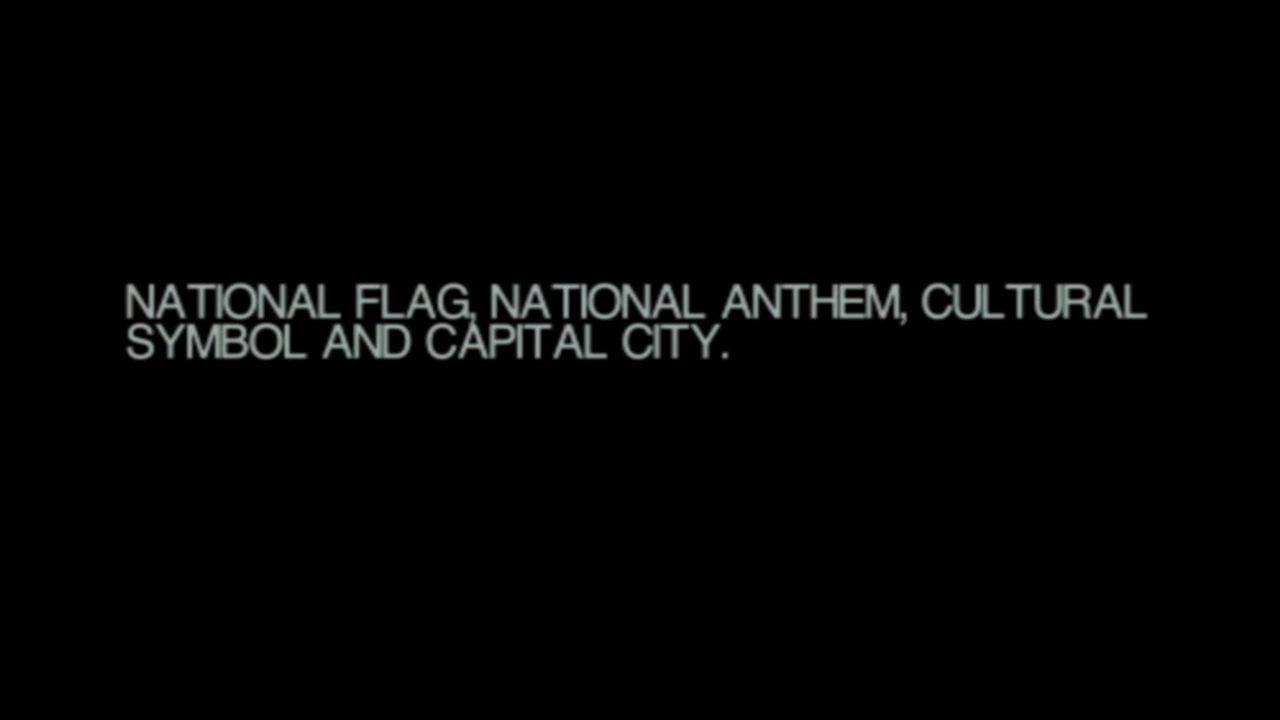 NATIONAL FLAG, NATIONAL ANTHEM, CULTURAL
SYMBOL AND CAPITAL CITY.